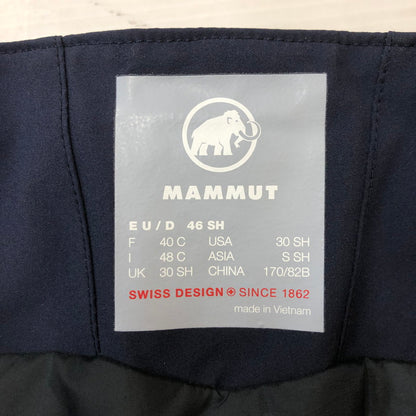 MAMMUT
EU/D 46 SH
F 40 C USA 30 SH
I 48 C ASIA S SH
UK 30 SH CHINA 170/82B
SWISS DESIGN + SINCE 1862
made in Vietnam